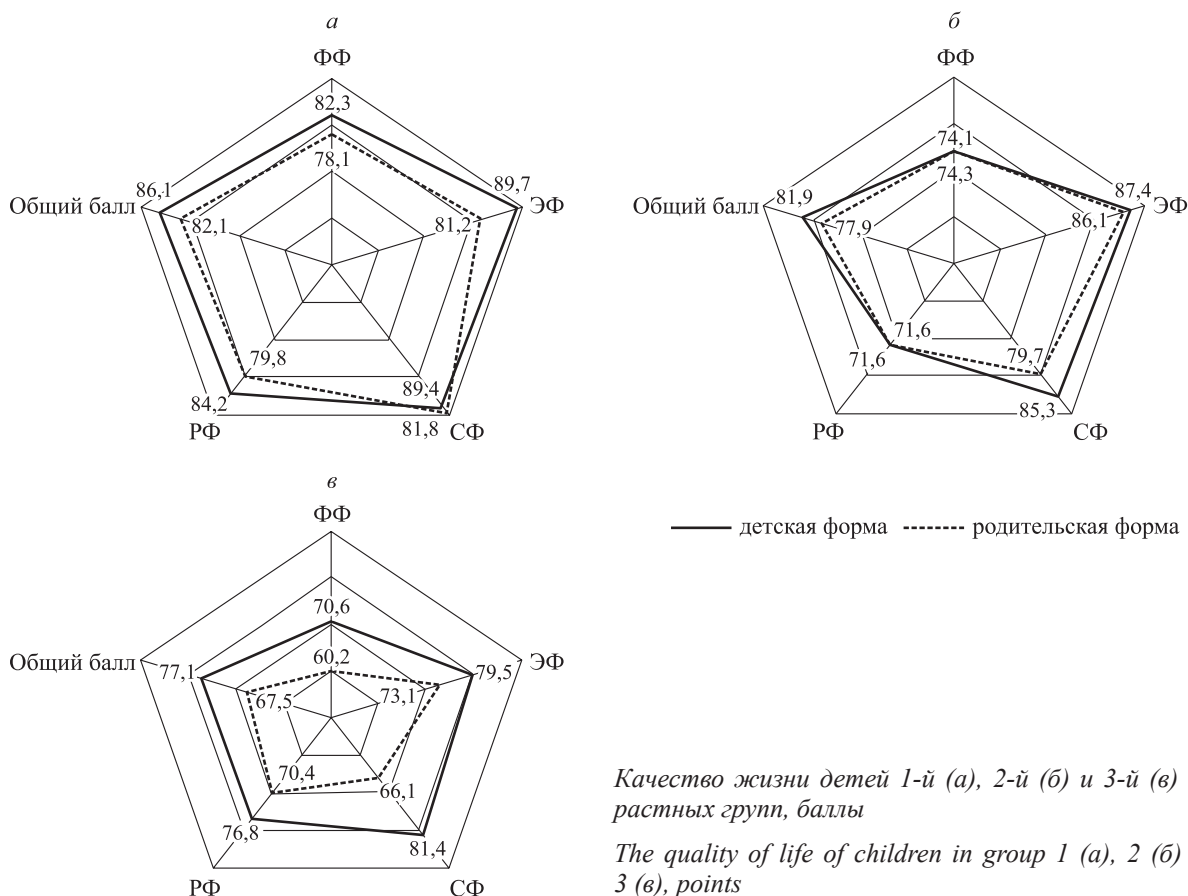 а
ФФ
82,3
78,1
89,7
ЭФ
81,2
86,1
Общий балл
82,1
79,8
84,2
РФ
89,4
81,8
СФ
б
ФФ
74,1
74,3
87,4
ЭФ
86,1
81,9
Общий балл
77,9
71,6
71,6
РФ
79,7
85,3
СФ
детская форма
родительская форма
в
ФФ
70,6
60,2
79,5
ЭФ
73,1
Общий балл
77,1
67,5
70,4
76,8
РФ
66,1
81,4
СФ
Качество жизни детей 1-й (а), 2-й (б) и 3-й (в)
растных групп, баллы
The quality of life of children in group 1 (а), 2 (б)
3 (в), points